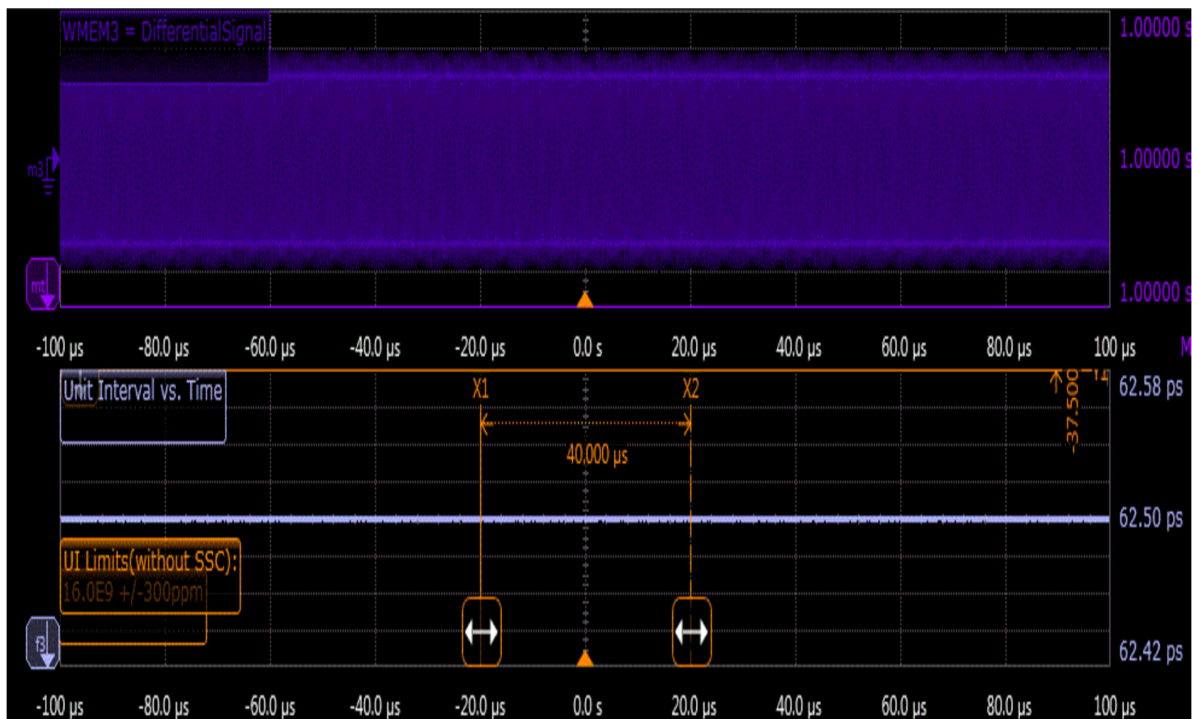 WMEM3 = DifferentialSignal
1.00000 s
m3
1.00000 s
mt
1.00000 s
-100 µs -80.0 µs -60.0 µs -40.0 µs -20.0 µs 0.0 s 20.0 µs 40.0 µs 60.0 µs 80.0 µs 100 µs M
Unit Interval vs. Time
X1 X2
-37.500
Y1
62.58 ps
40.000 µs
62.50 ps
UI Limits(without SSC):
16.0E9 +/-300ppm
f3
62.42 ps
-100 µs -80.0 µs -60.0 µs -40.0 µs -20.0 µs 0.0 s 20.0 µs 40.0 µs 60.0 µs 80.0 µs 100 µs